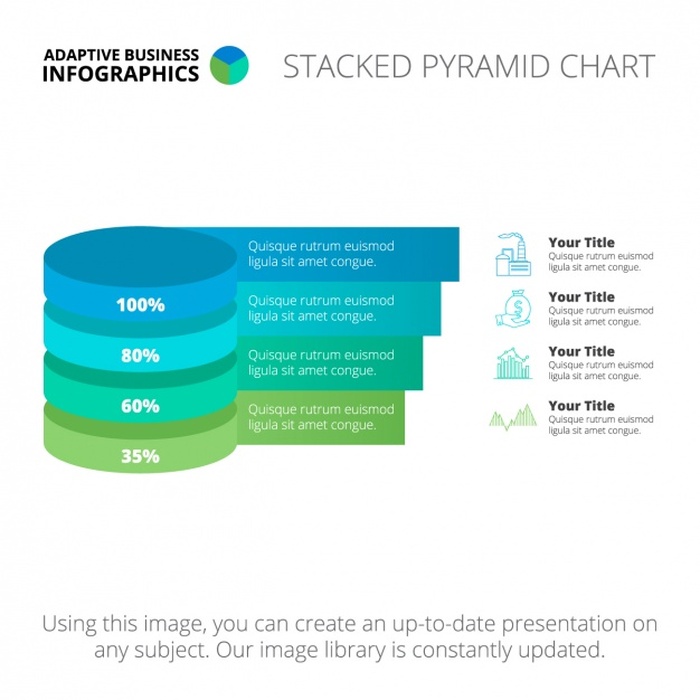 ADAPTIVE BUSINESS
INFOGRAPHICS
STACKED PYRAMID CHART
100%
80%
60%
35%
Quisque rutrum euismod
ligula sit amet congue.
Quisque rutrum euismod
ligula sit amet congue.
Quisque rutrum euismod
ligula sit amet congue.
Quisque rutrum euismod
ligula sit amet congue.
$
Your Title
Quisque rutrum euismod
ligula sit amet congue.
Your Title
Quisque rutrum euismod
ligula sit amet congue.
Your Title
Quisque rutrum euismod
ligula sit amet congue.
Your Title
Quisque rutrum euismod
ligula sit amet congue.
Using this image, you can create an up-to-date presentation on
any subject. Our image library is constantly updated.